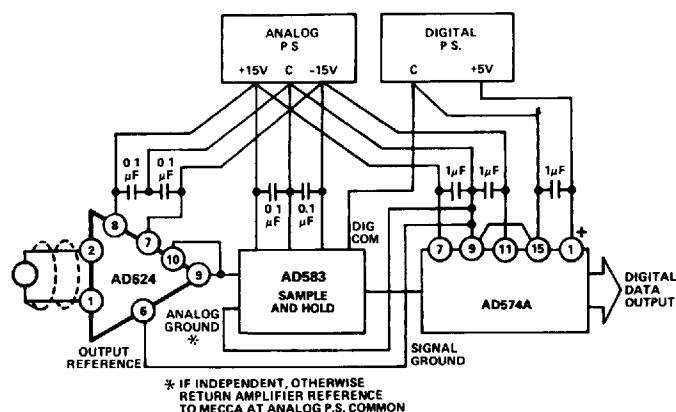 ANALOG
P S
+15V C -15V
DIGITAL
P S.
C +5V
0 1
µF
0 1
µF
0 1
µF
0.1
µF
1µF
1µF
1µF
DIG
COM
8
7
10
9
2
1
6
AD624
7
9
11
15
1
+
AD583
SAMPLE
AND HOLD
AD574A
DIGITAL
DATA
OUTPUT
ANALOG
GROUND
*
OUTPUT
REFERENCE
SIGNAL
GROUND
* IF INDEPENDENT, OTHERWISE
RETURN AMPLIFIER REFERENCE
TO MECCA AT ANALOG P.S. COMMON